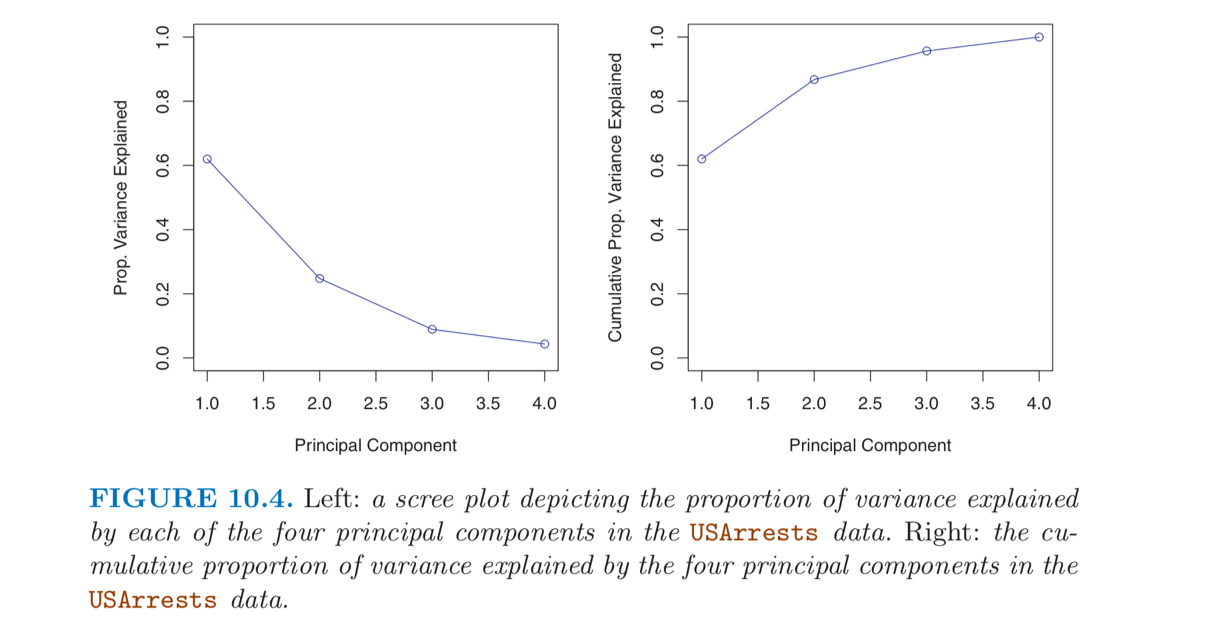 Prop. Variance Explained
1.0
0.8
0.6
0.4
0.2
0.0
1.0 1.5 2.0 2.5 3.0 3.5 4.0
Principal Component
Cumulative Prop. Variance Explained
1.0
0.8
0.6
0.4
0.2
0.0
1.0 1.5 2.0 2.5 3.0 3.5 4.0
Principal Component
FIGURE 10.4. Left: a scree plot depicting the proportion of variance explained
by each of the four principal components in the USArrests data. Right: the cu-
mulative proportion of variance explained by the four principal components in the
USArrests data.